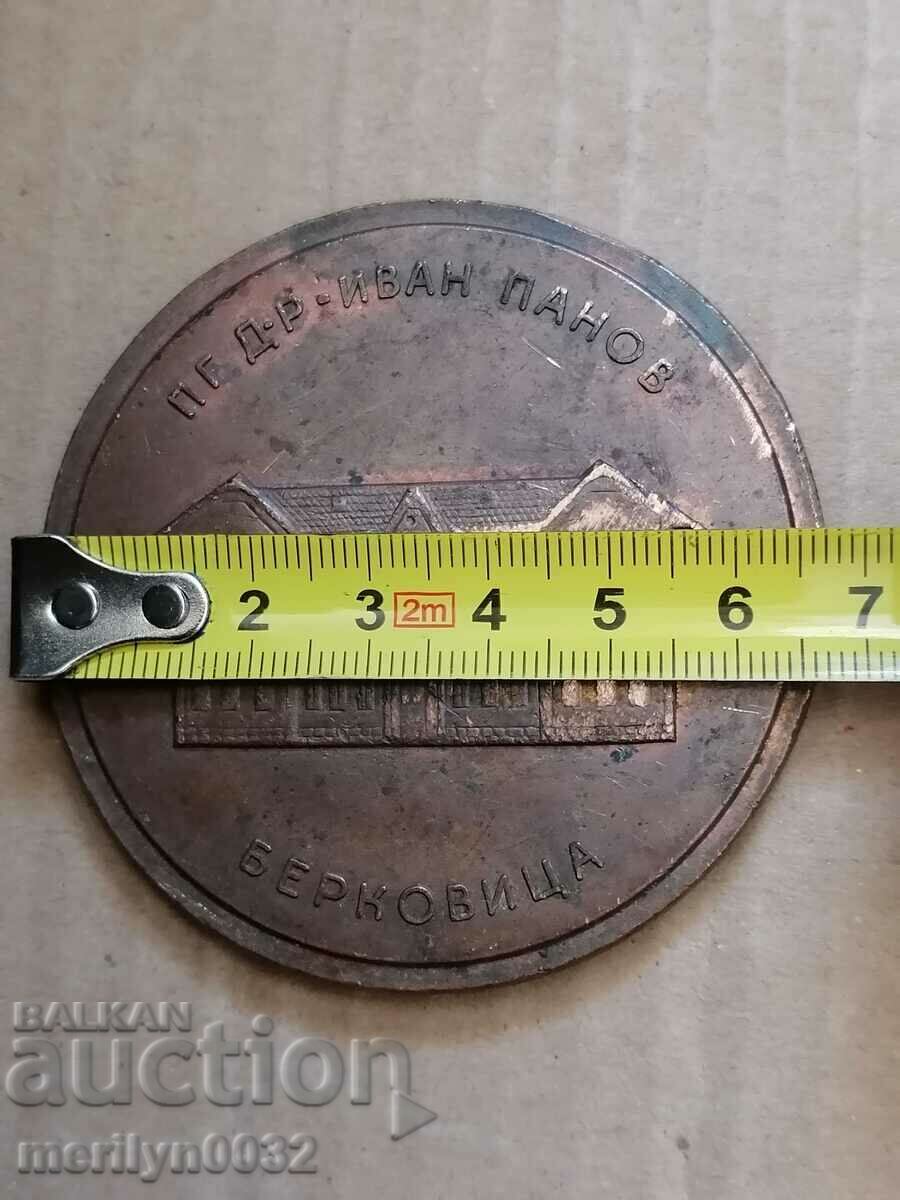 ПГ Д·Р-ИВАН ПАНОВ
2 3 2m 4 5 6 7
БЕРКОВИЦА
BALKAN
auction
merilyn0032